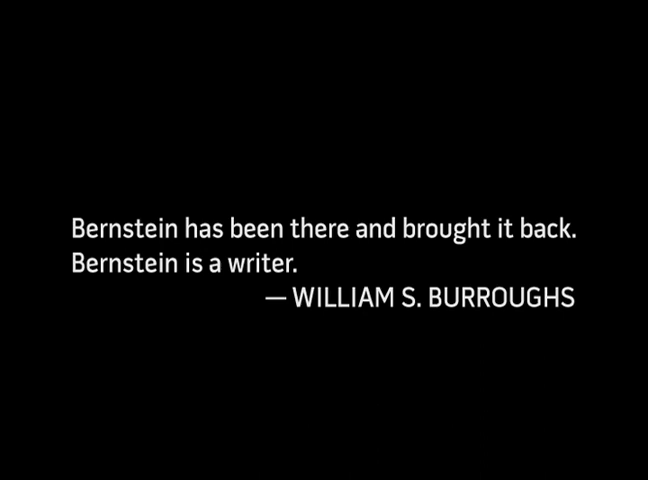 Bernstein has been there and brought it back.
Bernstein is a writer.
— WILLIAM S. BURROUGHS